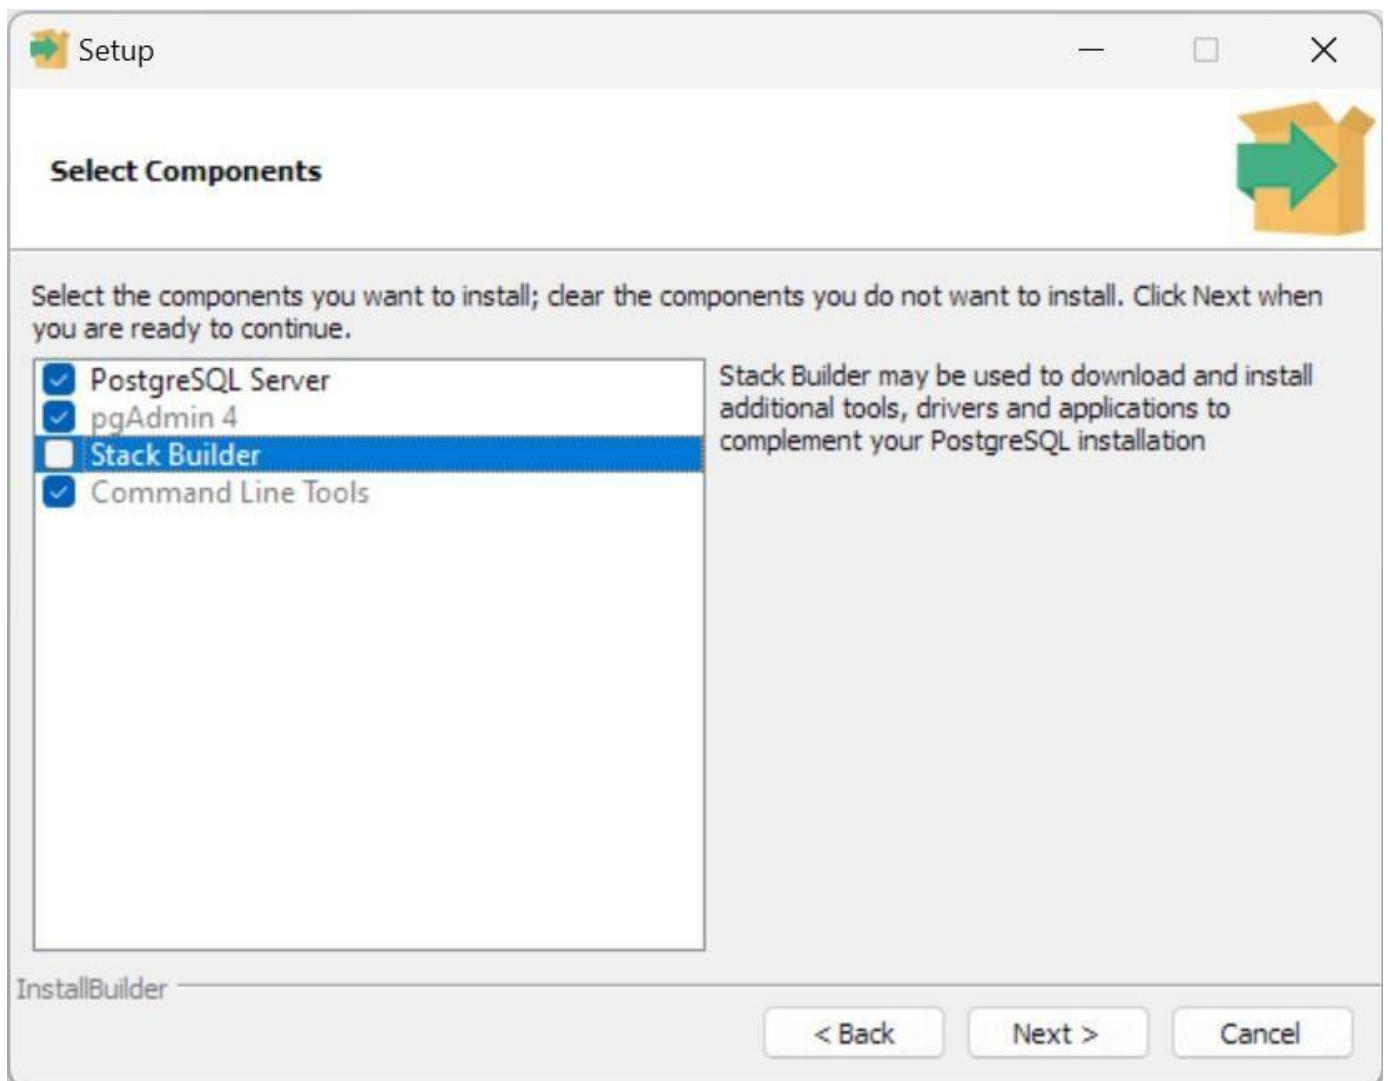 Setup
Select Components
Select the components you want to install; clear the components you do not want to install. Click Next when
you are ready to continue.
PostgreSQL Server
pgAdmin 4
Stack Builder
Command Line Tools
Stack Builder may be used to download and install
additional tools, drivers and applications to
complement your PostgreSQL installation
InstallBuilder
< Back
Next >
Cancel